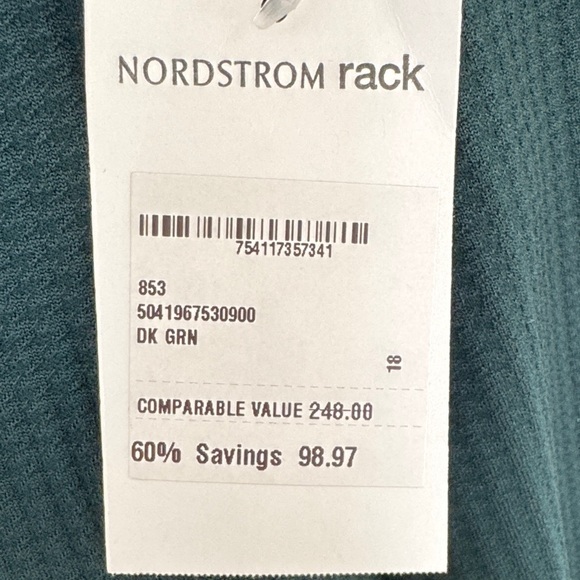 NORDSTROM rack
754117357341
853
5041967530900
DK GRN
18
COMPARABLE VALUE 248.00
60% Savings 98.97